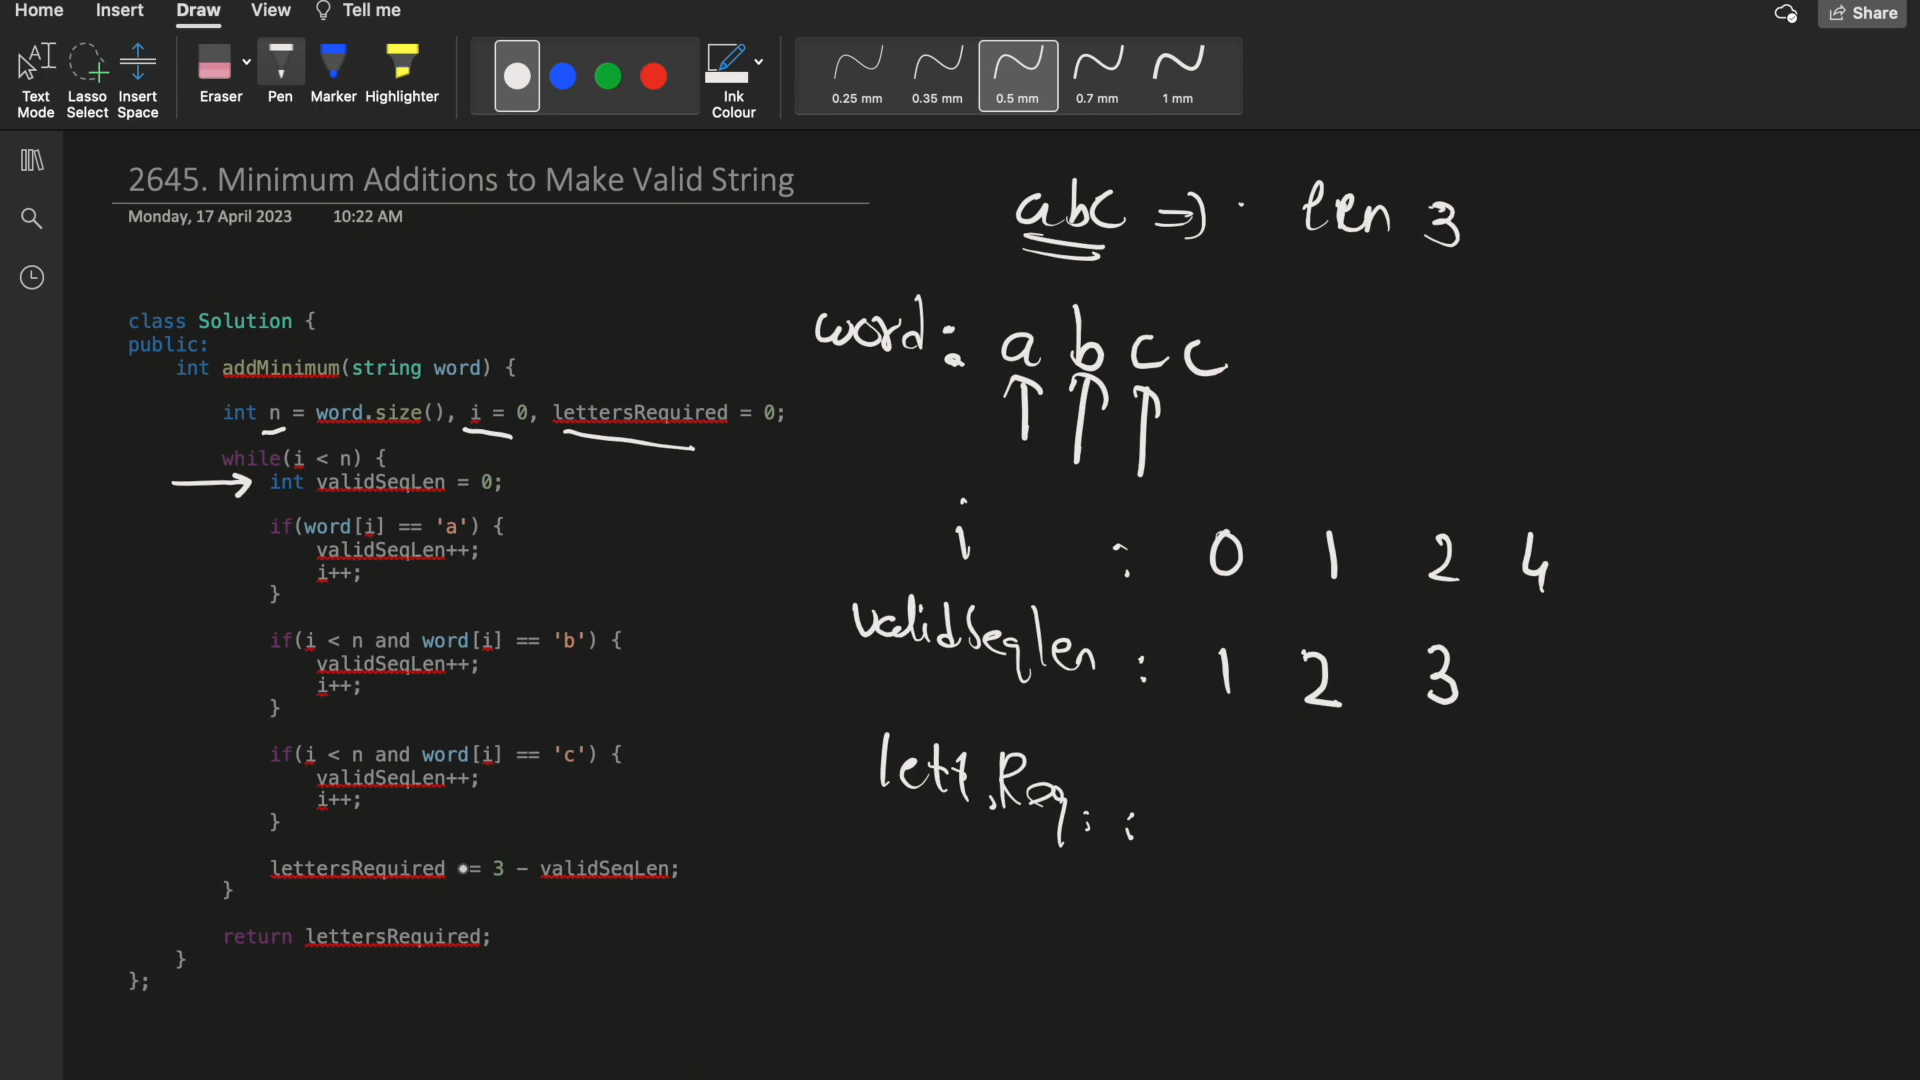 Home Insert Draw View Tell me Share
Text Mode Lasso Select Insert Space Eraser Pen Marker Highlighter Ink Colour 0.25 mm 0.35 mm 0.5 mm 0.7 mm 1 mm
2645. Minimum Additions to Make Valid String
Monday, 17 April 2023 10:22 AM
abc => len 3
class Solution {
public:
int addMinimum(string word) {
int n = word.size(), i = 0, lettersRequired = 0;
while(i < n) {
int validSeqLen = 0;
if(word[i] == 'a') {
validSeqLen++;
i++;
}
if(i < n and word[i] == 'b') {
validSeqLen++;
i++;
}
if(i < n and word[i] == 'c') {
validSeqLen++;
i++;
}
lettersRequired += 3 - validSeqLen;
}
return lettersRequired;
}
};
word: a b c c
i : 0 1 2 4
validSeqlen : 1 2 3
lett.Req. :